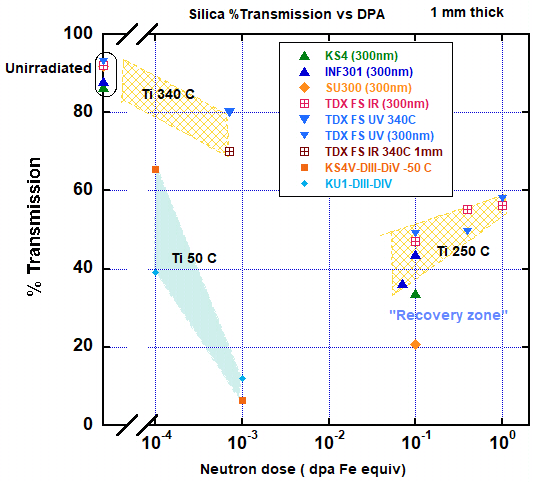 Silica %Transmission vs DPA
1 mm thick
100
80
60
40
20
0
Unirradiated
% Transmission
KS4 (300nm)
INF301 (300nm)
SU300 (300nm)
TDX FS IR (300nm)
TDX FS UV 340C
TDX FS UV (300nm)
TDX FS IR 340C 1mm
KS4V-DIII-DiV -50 C
KU1-DIII-DIV
Ti 340 C
Ti 50 C
Ti 250 C
"Recovery zone"
10⁻⁴
10⁻³
10⁻²
10⁻¹
10⁰
Neutron dose ( dpa Fe equiv)